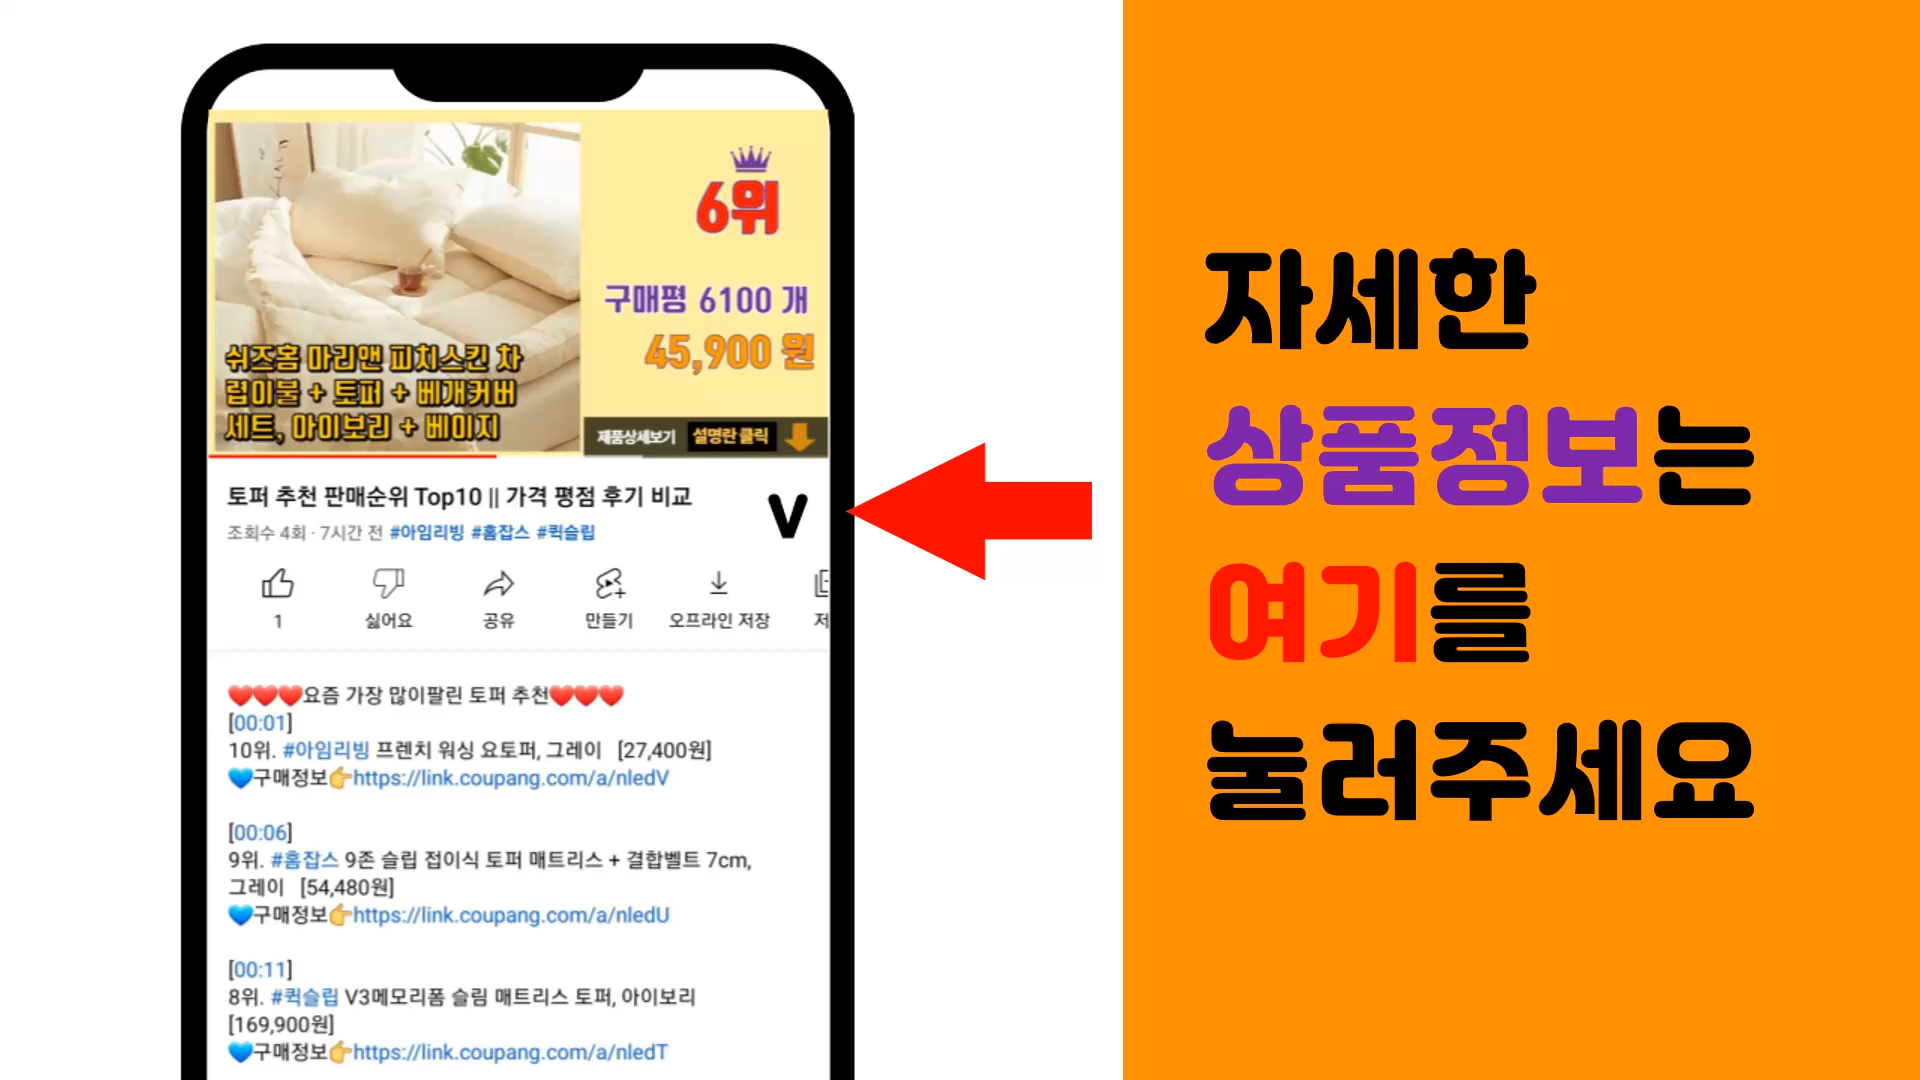 6위
구매평 6100 개
45,900 원
쉬즈홈 마리앤 피치스킨 차
렵이불 + 토퍼 + 베개커버
세트, 아이보리 + 베이지
제품상세보기 설명란 클릭
토퍼 추천 판매순위 Top10 || 가격 평점 후기 비교
V
조회수 4회 · 7시간 전 #아임리빙 #홈잡스 #퀵슬립
1 싫어요 공유 만들기 오프라인 저장 저
❤️❤️❤️요즘 가장 많이팔린 토퍼 추천❤️❤️❤️
[00:01]
10위. #아임리빙 프렌치 워싱 요토퍼, 그레이 [27,400원]
💙구매정보👉https://link.coupang.com/a/nledV
[00:06]
9위. #홈잡스 9존 슬립 접이식 토퍼 매트리스 + 결합벨트 7cm,
그레이 [54,480원]
💙구매정보👉https://link.coupang.com/a/nledU
[00:11]
8위. #퀵슬립 V3메모리폼 슬림 매트리스 토퍼, 아이보리
[169,900원]
💙구매정보👉https://link.coupang.com/a/nledT
자세한
상품정보는
여기를
눌러주세요